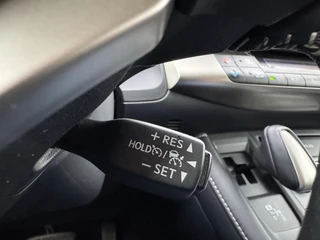 + RES
HOLD /
− SET